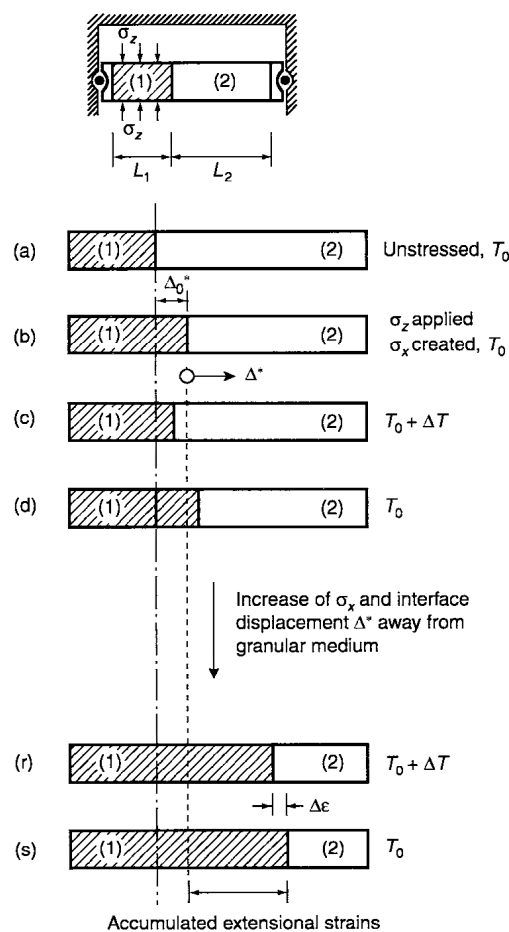 σz
(1) (2)
σz
L1 L2
(a) (1) (2) Unstressed, T0
Δ0*
(b) (1) (2) σz applied
σx created, T0
Δ*
(c) (1) (2) T0 + ΔT
(d) (1) (2) T0
Increase of σx and interface
displacement Δ* away from
granular medium
(r) (1) (2) T0 + ΔT
Δε
(s) (1) (2) T0
Accumulated extensional strains